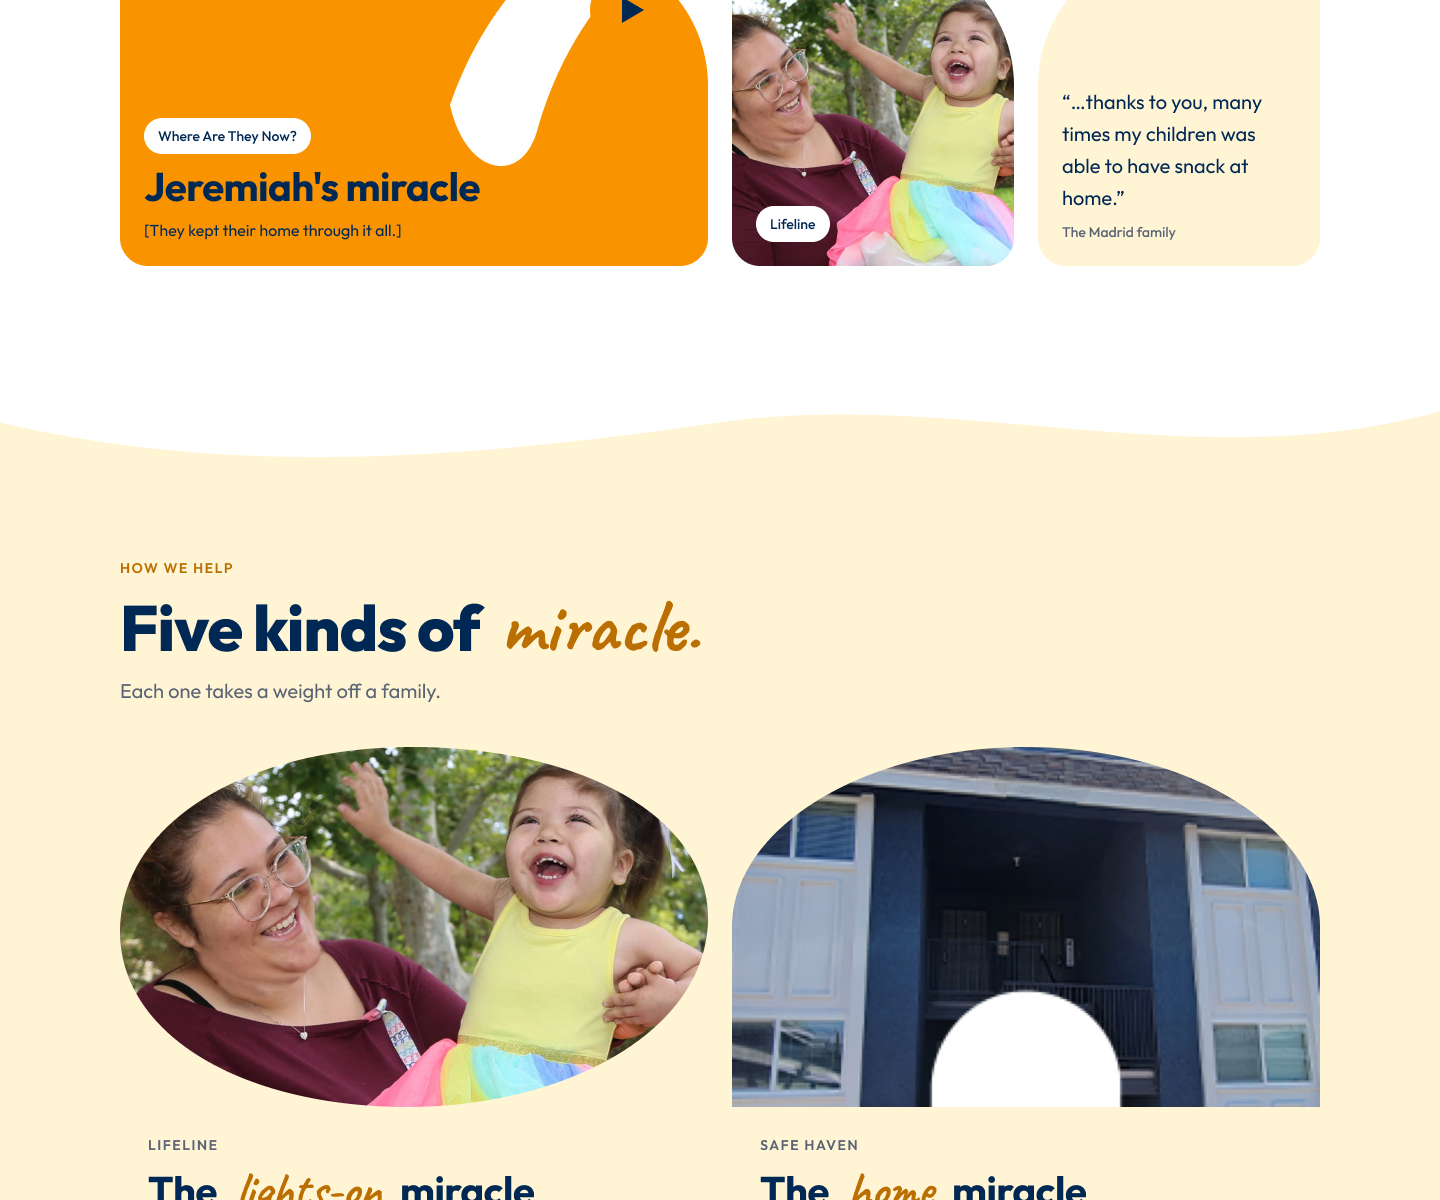 Where Are They Now?
Jeremiah's miracle
[They kept their home through it all.]
Lifeline
“…thanks to you, many
times my children was
able to have snack at
home.”
The Madrid family
HOW WE HELP
Five kinds of miracle.
Each one takes a weight off a family.
LIFELINE
The lights-on miracle
SAFE HAVEN
The home miracle